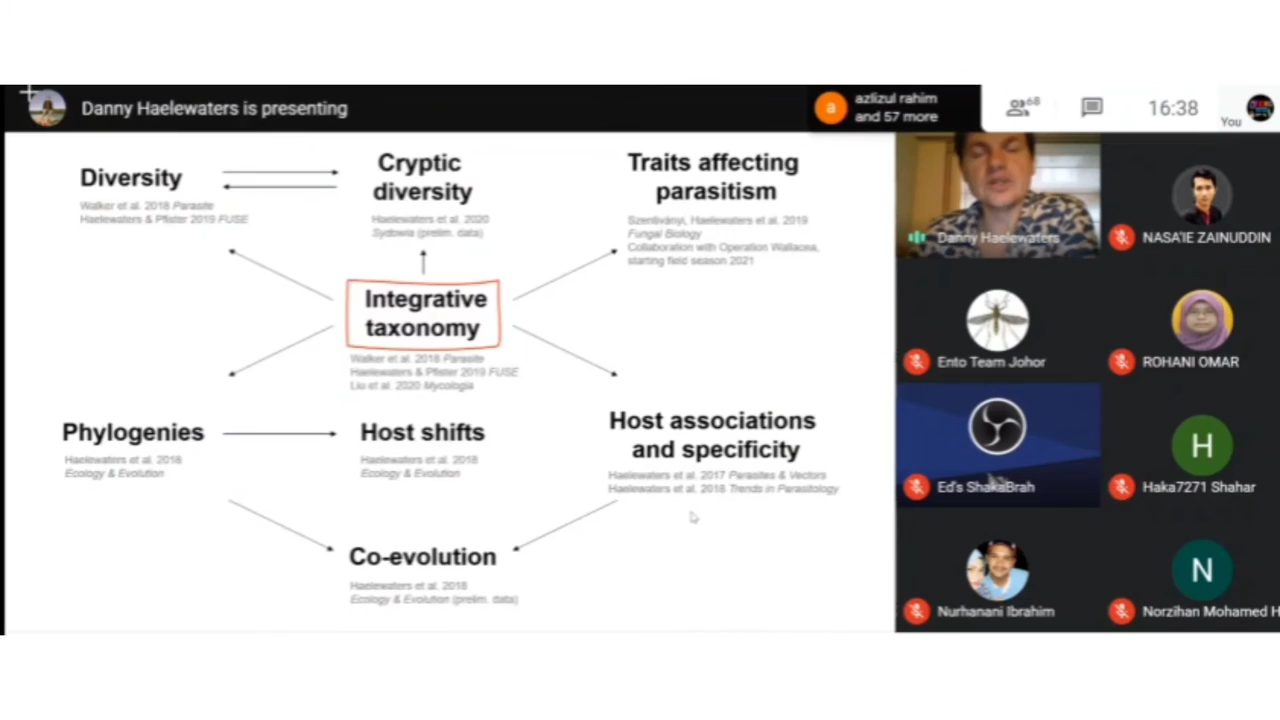 Danny Haelewaters is presenting
a
azlizul rahim
and 57 more
68
16:38
You
Diversity
Walker et al. 2018 Parasite
Haelewaters & Pfister 2019 FUSE
Cryptic
diversity
Haelewaters et al. 2020
Sydowia (prelim. data)
Traits affecting
parasitism
Szentiványi, Haelewaters et al. 2019
Fungal Biology
Collaboration with Operation Wallacea,
starting field season 2021
Integrative
taxonomy
Walker et al. 2018 Parasite
Haelewaters & Pfister 2019 FUSE
Liu et al. 2020 Mycologia
Phylogenies
Haelewaters et al. 2018
Ecology & Evolution
Host shifts
Haelewaters et al. 2018
Ecology & Evolution
Host associations
and specificity
Haelewaters et al. 2017 Parasites & Vectors
Haelewaters et al. 2018 Trends in Parasitology
Co-evolution
Haelewaters et al. 2018
Ecology & Evolution (prelim. data)
Danny Haelewaters
NASA'IE ZAINUDDIN
Ento Team Johor
ROHANI OMAR
Ed's ShakaBrah
H
Haka7271 Shahar
Nurhanani Ibrahim
N
Norzihan Mohamed H